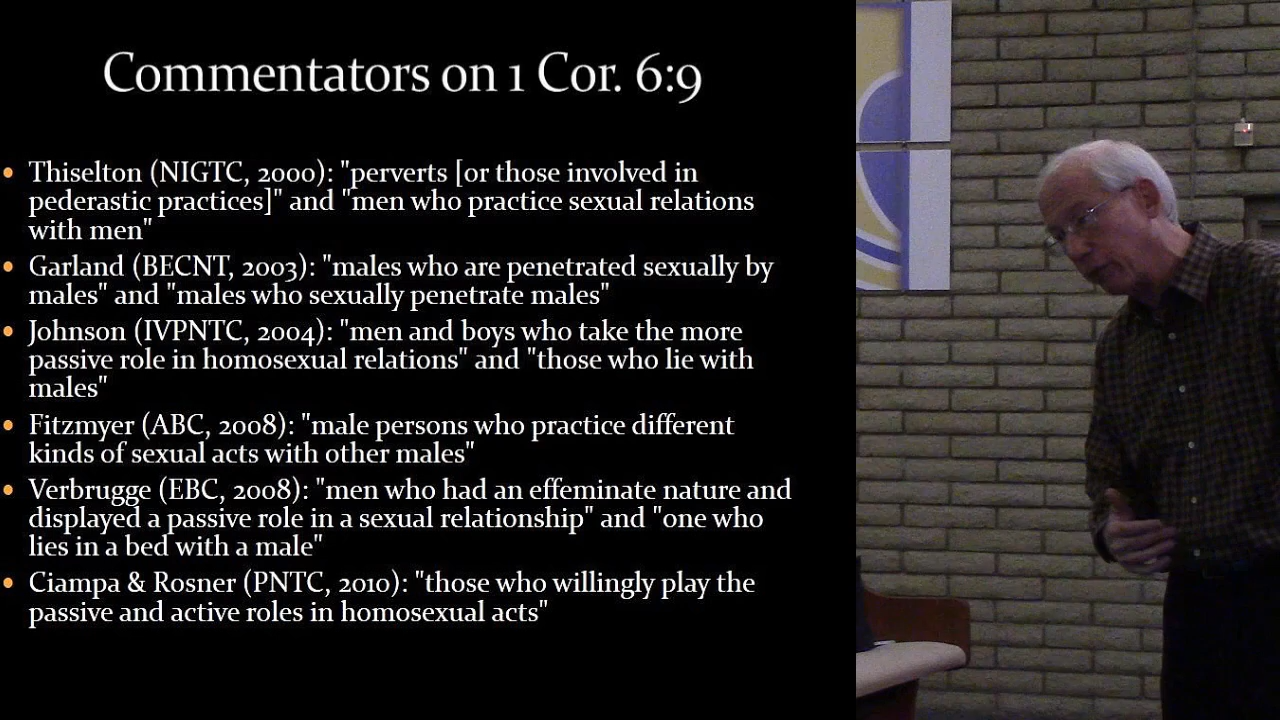 Commentators on 1 Cor. 6:9
• Thiselton (NIGTC, 2000): "perverts [or those involved in
pederastic practices]" and "men who practice sexual relations
with men"
• Garland (BECNT, 2003): "males who are penetrated sexually by
males" and "males who sexually penetrate males"
• Johnson (IVPNTC, 2004): "men and boys who take the more
passive role in homosexual relations" and "those who lie with
males"
• Fitzmyer (ABC, 2008): "male persons who practice different
kinds of sexual acts with other males"
• Verbrugge (EBC, 2008): "men who had an effeminate nature and
displayed a passive role in a sexual relationship" and "one who
lies in a bed with a male"
• Ciampa & Rosner (PNTC, 2010): "those who willingly play the
passive and active roles in homosexual acts"